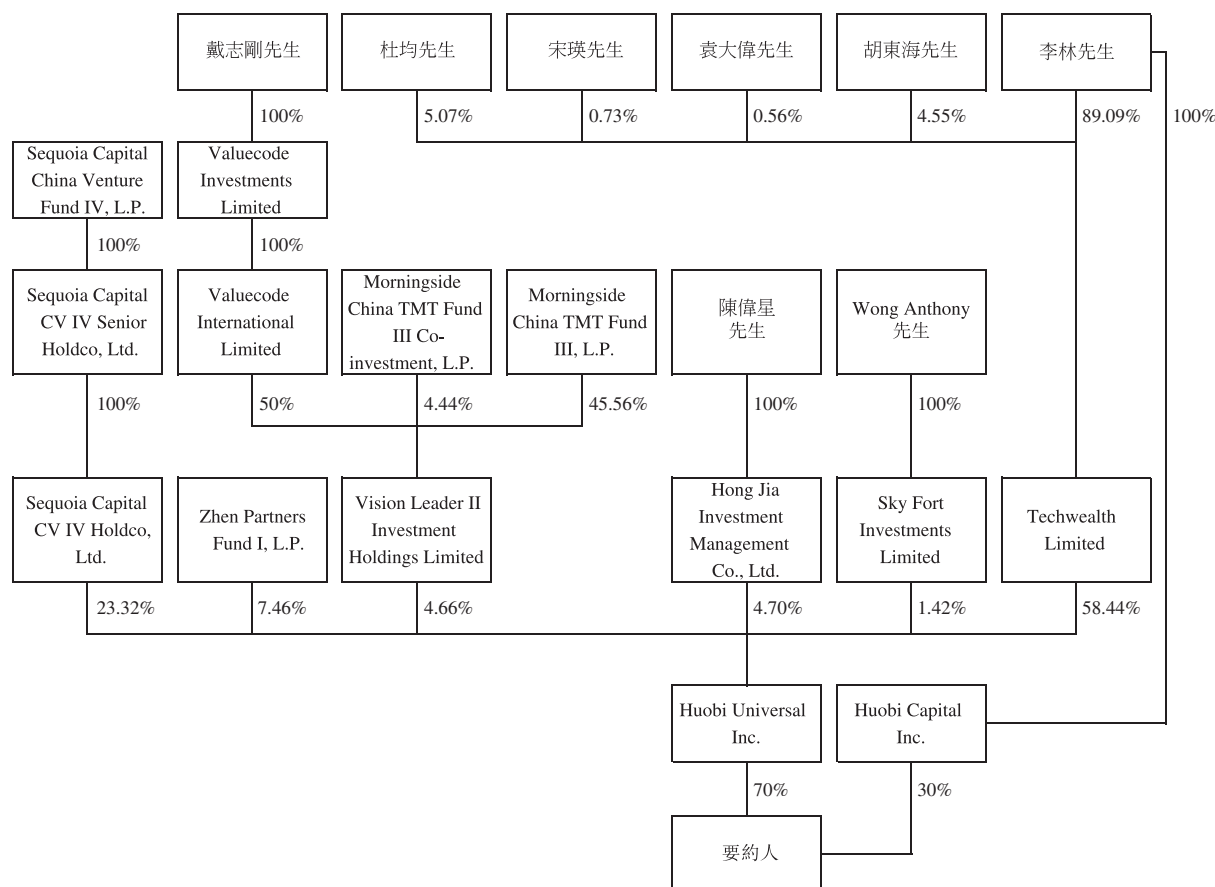 戴志剛先生
杜均先生
宋瑛先生
袁大偉先生
胡東海先生
李林先生
100%
5.07%
0.73%
0.56%
4.55%
89.09%
100%
Sequoia Capital
China Venture
Fund IV, L.P.
Valuecode
Investments
Limited
100%
100%
Sequoia Capital
CV IV Senior
Holdco, Ltd.
Valuecode
International
Limited
Morningside
China TMT Fund
III Co-
investment, L.P.
Morningside
China TMT Fund
III, L.P.
陳偉星
先生
Wong Anthony
先生
100%
50%
4.44%
45.56%
100%
100%
Sequoia Capital
CV IV Holdco,
Ltd.
Zhen Partners
Fund I, L.P.
Vision Leader II
Investment
Holdings Limited
Hong Jia
Investment
Management
Co., Ltd.
Sky Fort
Investments
Limited
Techwealth
Limited
23.32%
7.46%
4.66%
4.70%
1.42%
58.44%
Huobi Universal
Inc.
Huobi Capital
Inc.
70%
30%
要約人